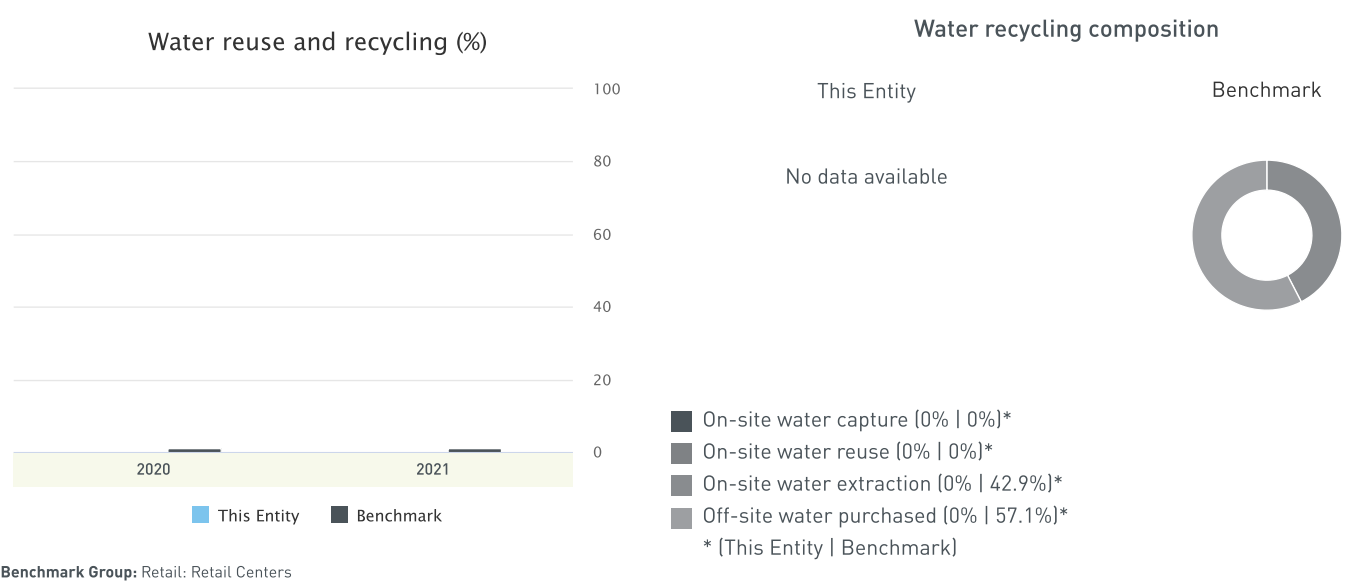 Water reuse and recycling (%)
100
80
60
40
20
0
2020 2021
This Entity Benchmark
Benchmark Group: Retail: Retail Centers
Water recycling composition
This Entity Benchmark
No data available
On-site water capture (0% | 0%)*
On-site water reuse (0% | 0%)*
On-site water extraction (0% | 42.9%)*
Off-site water purchased (0% | 57.1%)*
* (This Entity | Benchmark)